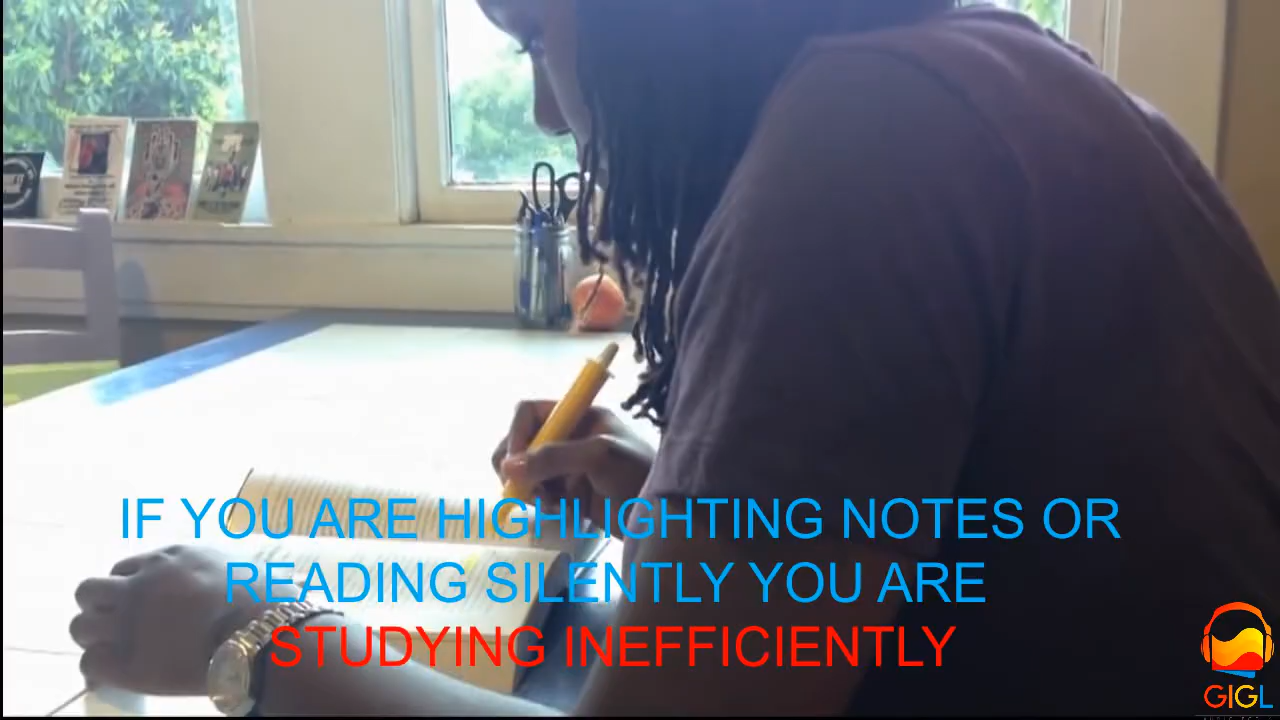 IF YOU ARE HIGHLIGHTING NOTES OR
READING SILENTLY YOU ARE
STUDYING INEFFICIENTLY
GIGL